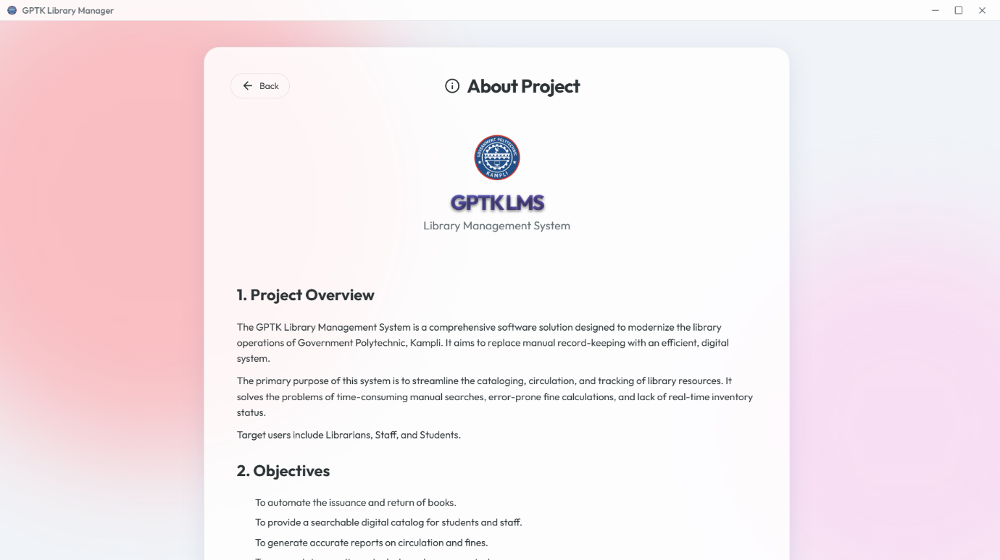 GPTK Library Manager
Back
About Project
GOVERNMENT POLYTECHNIC
KAMPLI
GPTK LMS
Library Management System
1. Project Overview
The GPTK Library Management System is a comprehensive software solution designed to modernize the library
operations of Government Polytechnic, Kampli. It aims to replace manual record-keeping with an efficient, digital
system.
The primary purpose of this system is to streamline the cataloging, circulation, and tracking of library resources. It
solves the problems of time-consuming manual searches, error-prone fine calculations, and lack of real-time inventory
status.
Target users include Librarians, Staff, and Students.
2. Objectives
To automate the issuance and return of books.
To provide a searchable digital catalog for students and staff.
To generate accurate reports on circulation and fines.